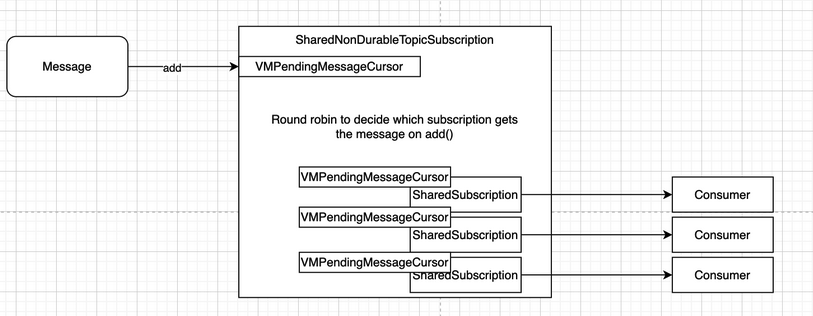 SharedNonDurableTopicSubscription
Message
add
VMPendingMessageCursor
Round robin to decide which subscription gets
the message on add()
VMPendingMessageCursor
SharedSubscription
Consumer
VMPendingMessageCursor
SharedSubscription
Consumer
VMPendingMessageCursor
SharedSubscription
Consumer